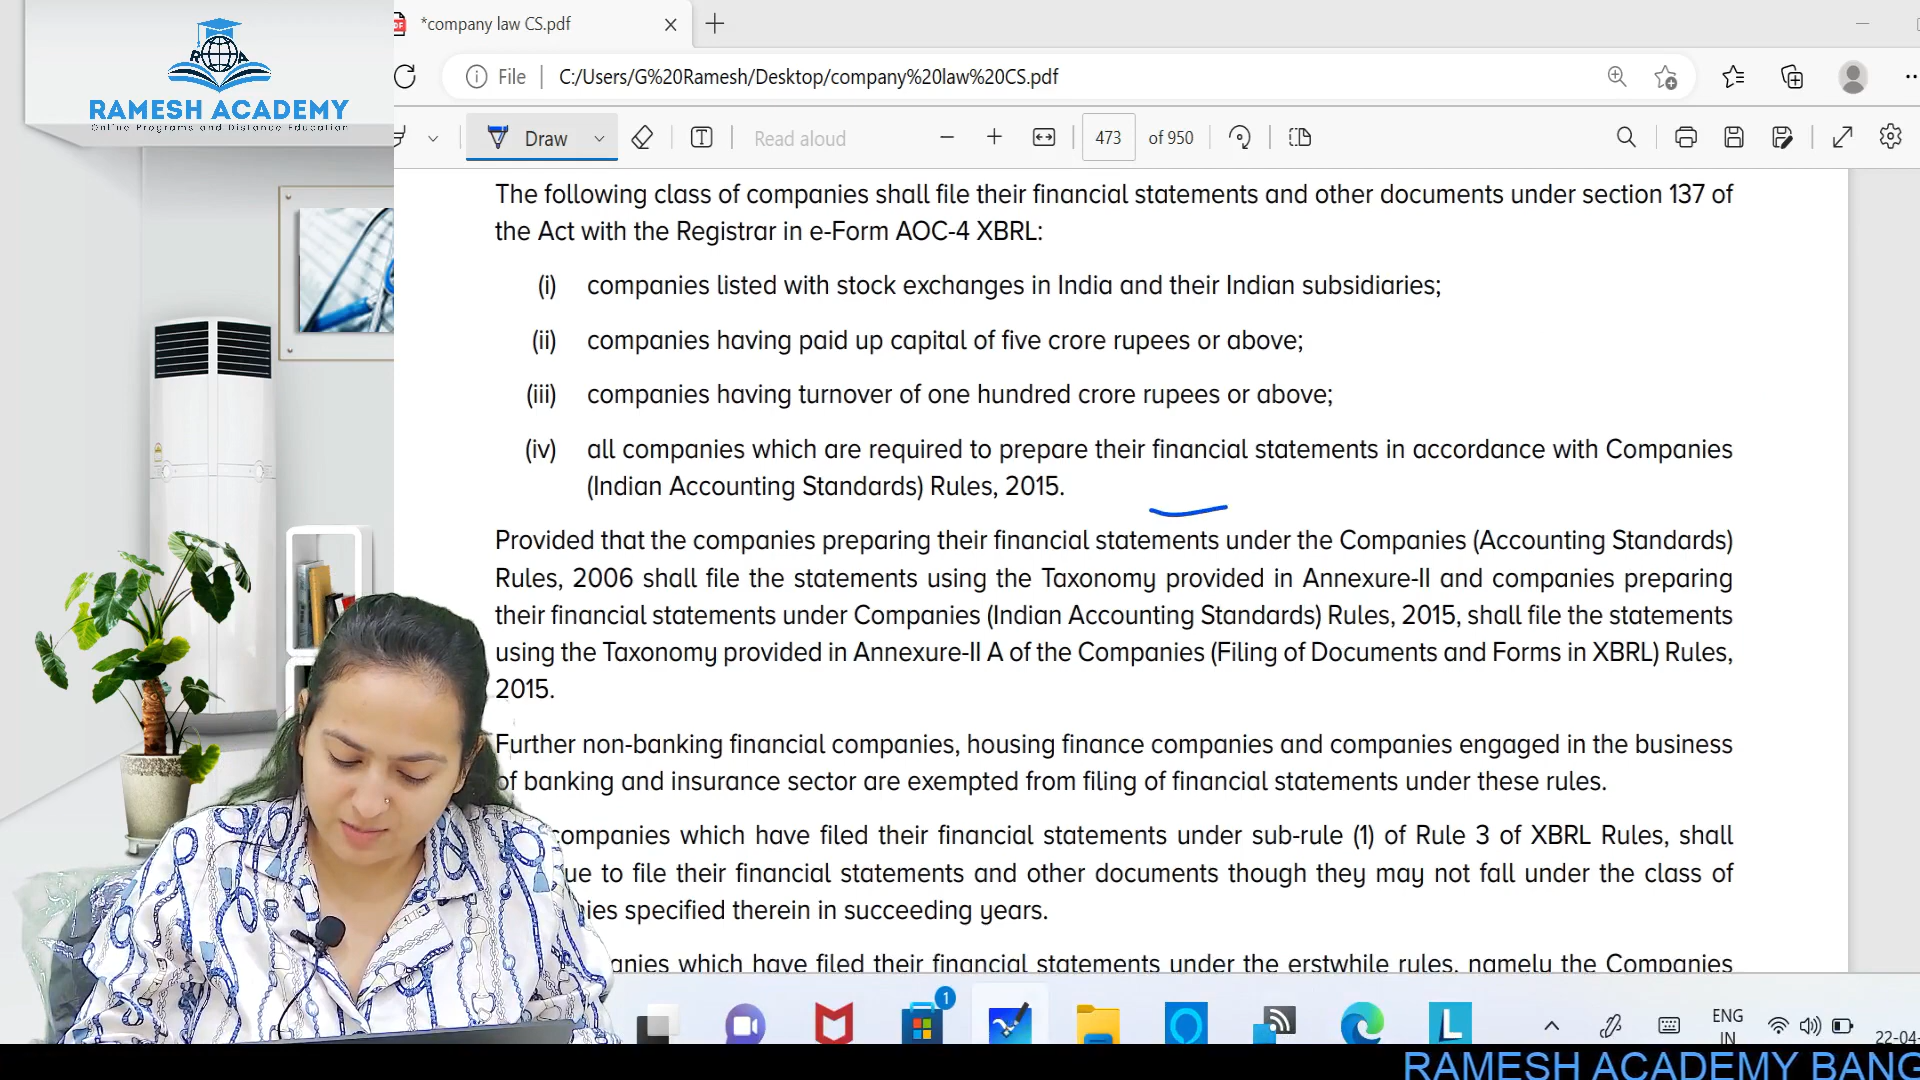 *company law CS.pdf
RA
RAMESH ACADEMY
Online Programs and Distance Education
File
C:/Users/G%20Ramesh/Desktop/company%20law%20CS.pdf
Draw
Read aloud
473
of 950
The following class of companies shall file their financial statements and other documents under section 137 of
the Act with the Registrar in e-Form AOC-4 XBRL:
(i) companies listed with stock exchanges in India and their Indian subsidiaries;
(ii) companies having paid up capital of five crore rupees or above;
(iii) companies having turnover of one hundred crore rupees or above;
(iv) all companies which are required to prepare their financial statements in accordance with Companies
(Indian Accounting Standards) Rules, 2015.
Provided that the companies preparing their financial statements under the Companies (Accounting Standards)
Rules, 2006 shall file the statements using the Taxonomy provided in Annexure-II and companies preparing
their financial statements under Companies (Indian Accounting Standards) Rules, 2015, shall file the statements
using the Taxonomy provided in Annexure-II A of the Companies (Filing of Documents and Forms in XBRL) Rules,
2015.
Further non-banking financial companies, housing finance companies and companies engaged in the business
of banking and insurance sector are exempted from filing of financial statements under these rules.
companies which have filed their financial statements under sub-rule (1) of Rule 3 of XBRL Rules, shall
ue to file their financial statements and other documents though they may not fall under the class of
nies specified therein in succeeding years.
anies which have filed their financial statements under the erstwhile rules, namely the Companies
1
L
ENG
IN
22-04
RAMESH ACADEMY BANG